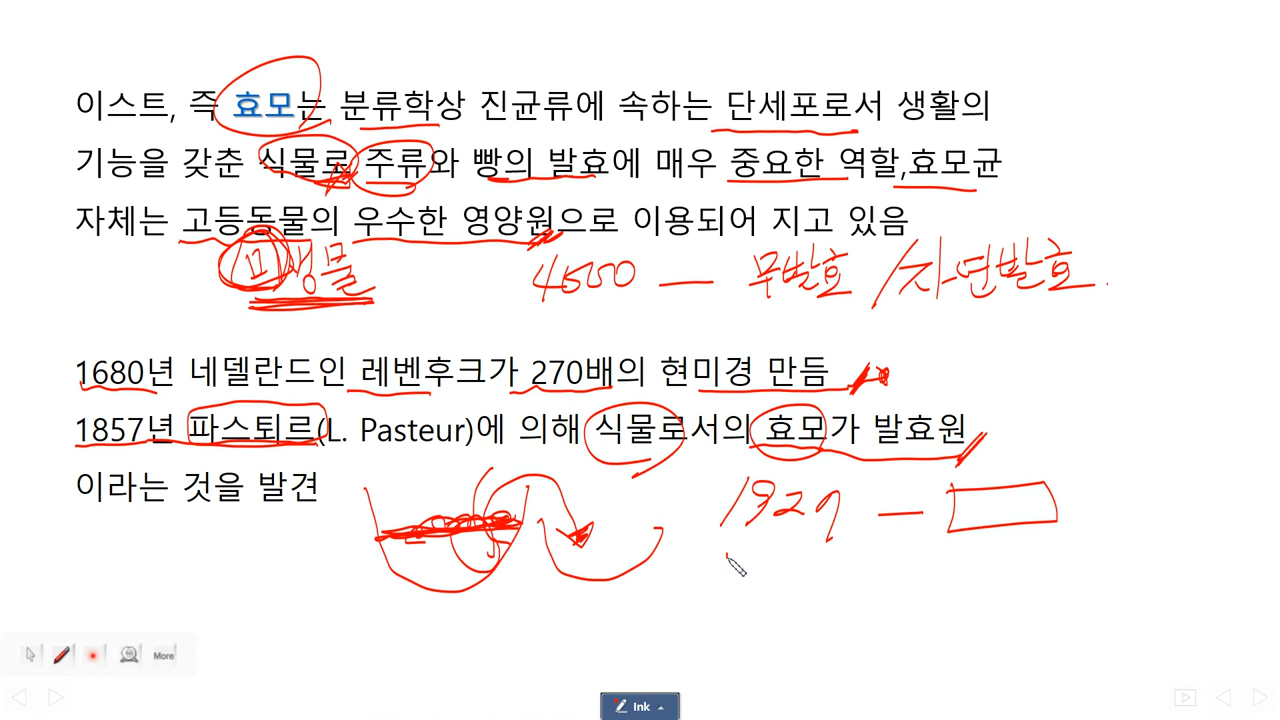 이스트, 즉 효모는 분류학상 진균류에 속하는 단세포로서 생활의
기능을 갖춘 식물로 주류와 빵의 발효에 매우 중요한 역할,효모균
자체는 고등동물의 우수한 영양원으로 이용되어 지고 있음
미생물 4500 — 무발효 / 자연발효
1680년 네델란드인 레벤후크가 270배의 현미경 만듬
1857년 파스퇴르(L. Pasteur)에 의해 식물로서의 효모가 발효원
이라는 것을 발견
1929 —
More
Ink